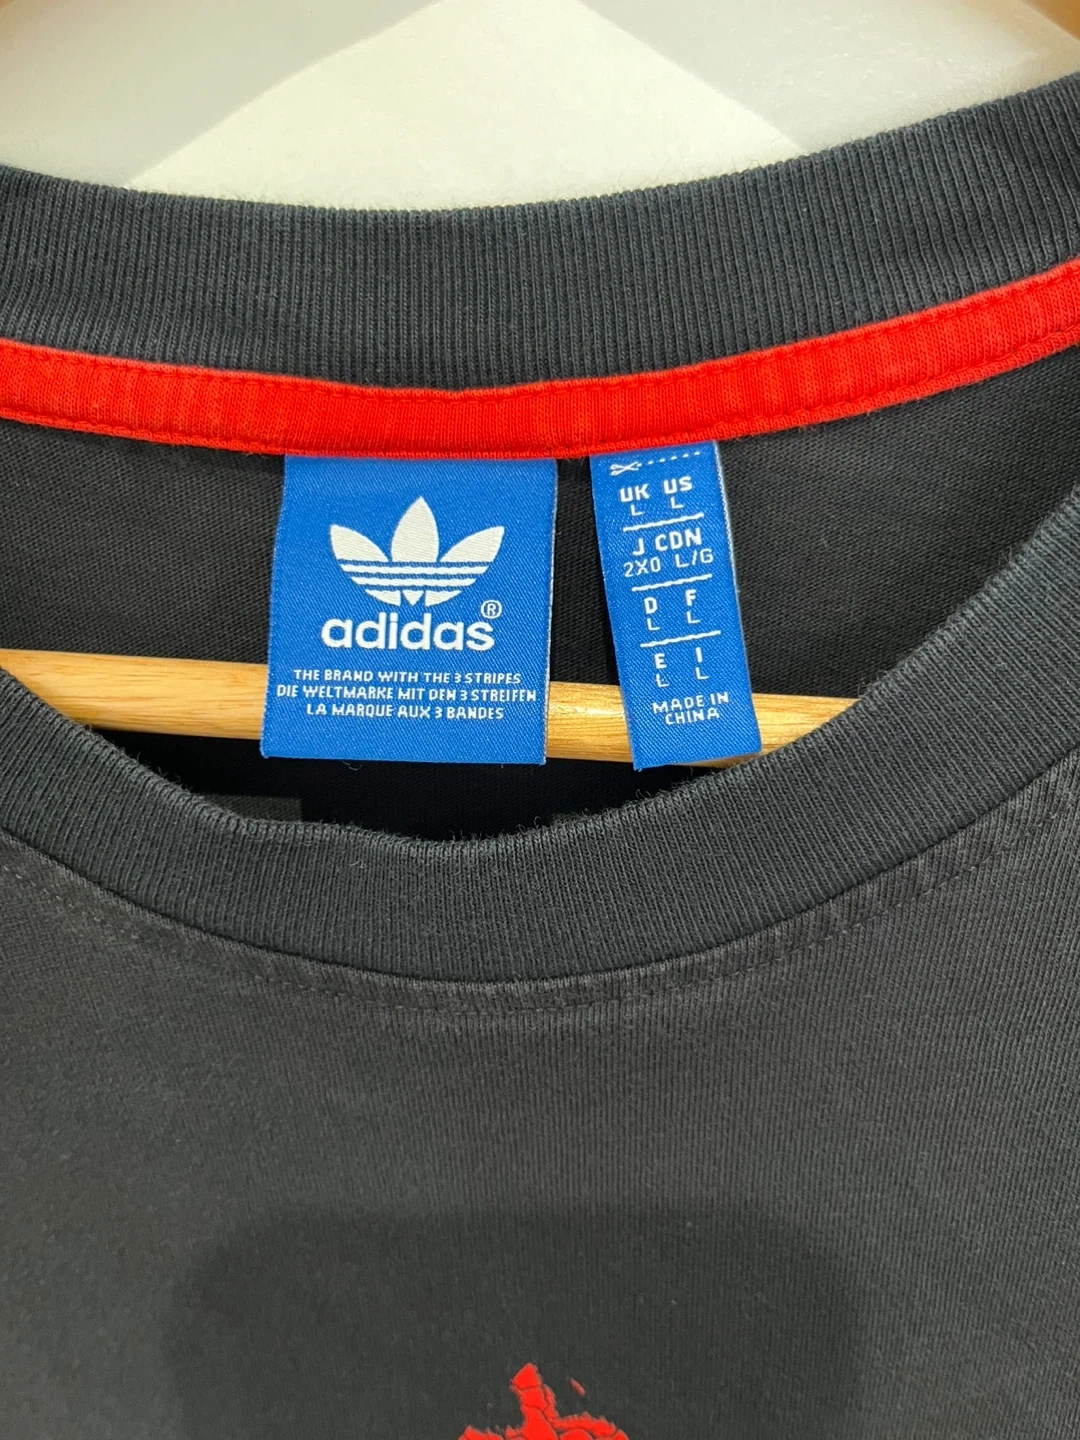 adidas®
THE BRAND WITH THE 3 STRIPES
DIE WELTMARKE MIT DEN 3 STREIFEN
LA MARQUE AUX 3 BANDES
UK US
L L
J CDN
2XO L/G
D F
L L
E I
L L
MADE IN
CHINA